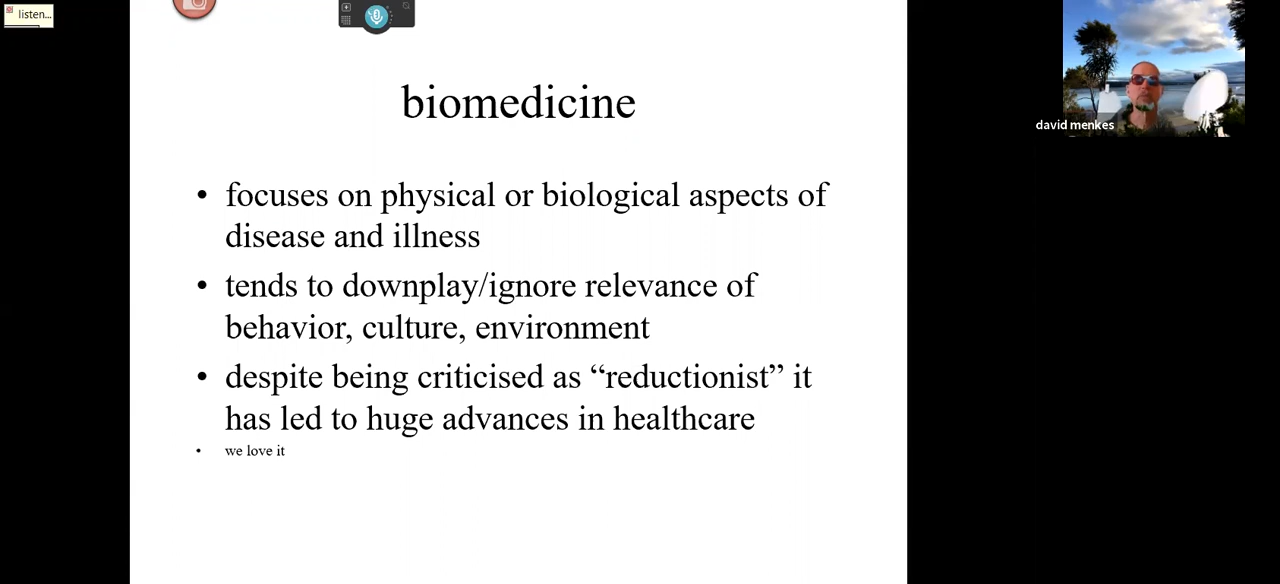 listen...
biomedicine
• focuses on physical or biological aspects of
disease and illness
• tends to downplay/ignore relevance of
behavior, culture, environment
• despite being criticised as “reductionist” it
has led to huge advances in healthcare
• we love it
david menkes